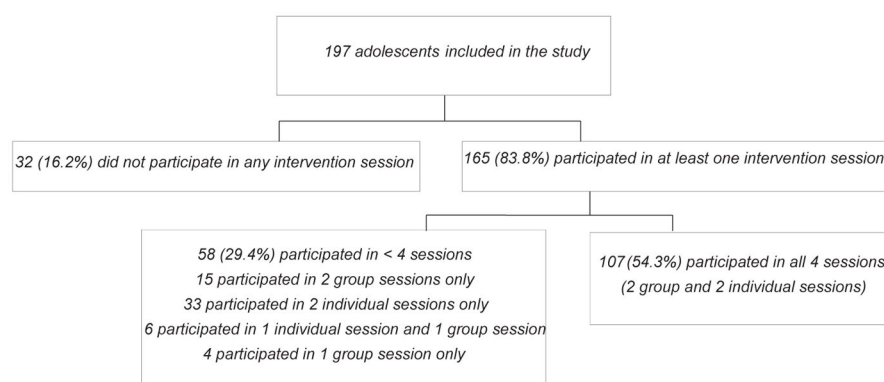 197 adolescents included in the study
32 (16.2%) did not participate in any intervention session
165 (83.8%) participated in at least one intervention session
58 (29.4%) participated in < 4 sessions
15 participated in 2 group sessions only
33 participated in 2 individual sessions only
6 participated in 1 individual session and 1 group session
4 participated in 1 group session only
107 (54.3%) participated in all 4 sessions
(2 group and 2 individual sessions)